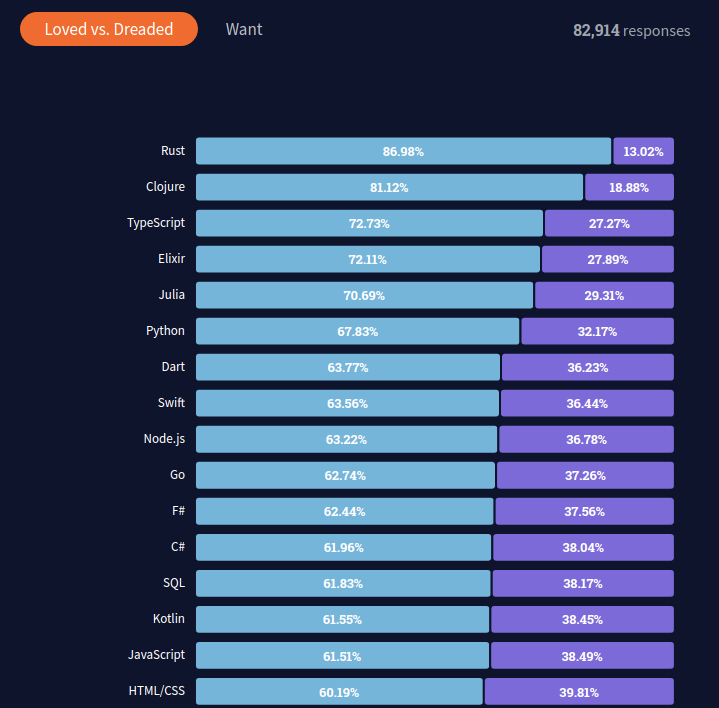 Loved vs. Dreaded Want 82,914 responses
Rust 86.98% 13.02%
Clojure 81.12% 18.88%
TypeScript 72.73% 27.27%
Elixir 72.11% 27.89%
Julia 70.69% 29.31%
Python 67.83% 32.17%
Dart 63.77% 36.23%
Swift 63.56% 36.44%
Node.js 63.22% 36.78%
Go 62.74% 37.26%
F# 62.44% 37.56%
C# 61.96% 38.04%
SQL 61.83% 38.17%
Kotlin 61.55% 38.45%
JavaScript 61.51% 38.49%
HTML/CSS 60.19% 39.81%